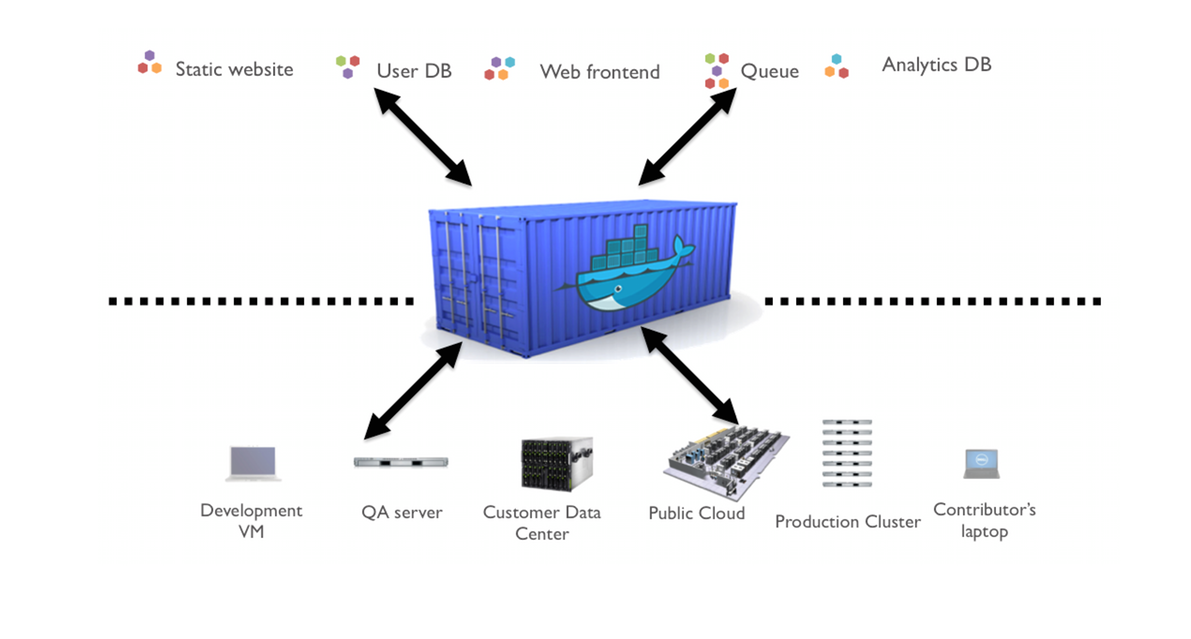 Static website
User DB
Web frontend
Queue
Analytics DB
Development
VM
QA server
Customer Data
Center
Public Cloud
Production Cluster
Contributor's
laptop